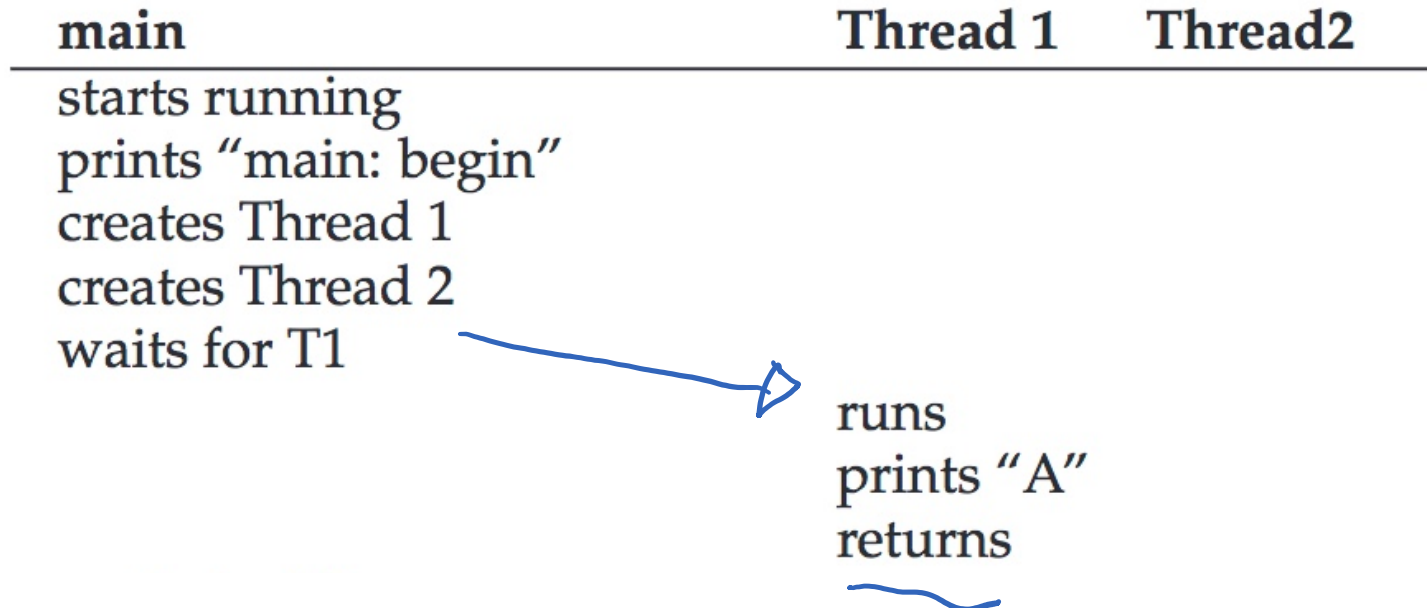 main Thread 1 Thread2
starts running
prints “main: begin”
creates Thread 1
creates Thread 2
waits for T1
runs
prints “A”
returns